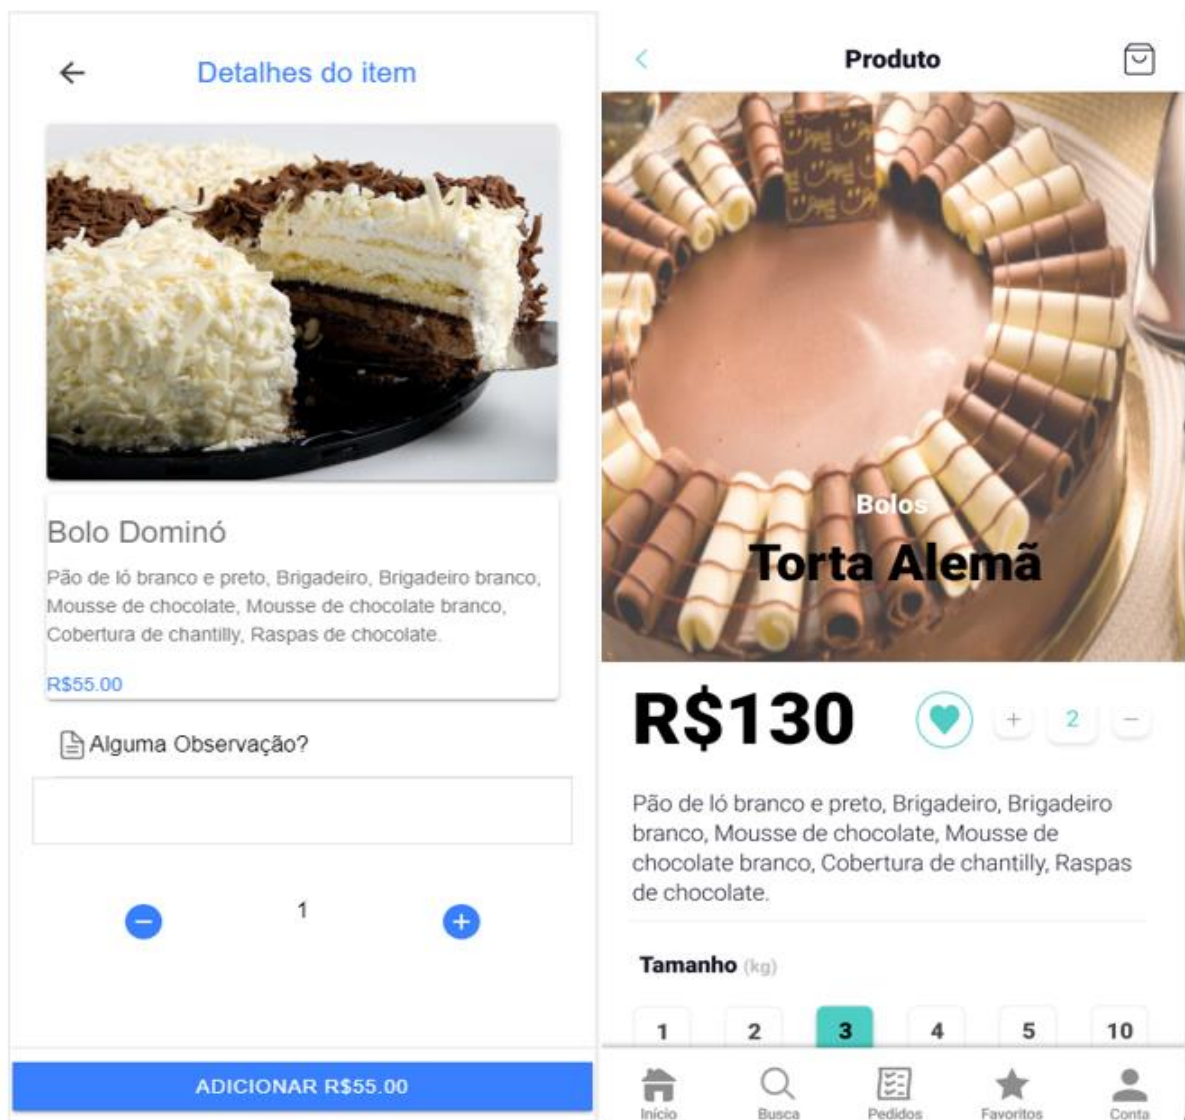 Detalhes do item
Bolo Dominó
Pão de ló branco e preto, Brigadeiro, Brigadeiro branco,
Mousse de chocolate, Mousse de chocolate branco,
Cobertura de chantilly, Raspas de chocolate.
R$55.00
Alguma Observação?
1
ADICIONAR R$55.00
Produto
Bolos
Torta Alemã
R$130
+ 2 −
Pão de ló branco e preto, Brigadeiro, Brigadeiro
branco, Mousse de chocolate, Mousse de
chocolate branco, Cobertura de chantilly, Raspas
de chocolate.
Tamanho (kg)
1 2 3 4 5 10
Início Busca Pedidos Favoritos Conta